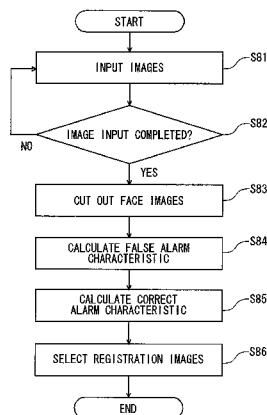 START
INPUT IMAGES
S81
IMAGE INPUT COMPLETED?
S82
NO
YES
CUT OUT FACE IMAGES
S83
CALCULATE FALSE ALARM
CHARACTERISTIC
S84
CALCULATE CORRECT
ALARM CHARACTERISTIC
S85
SELECT REGISTRATION IMAGES
S86
END